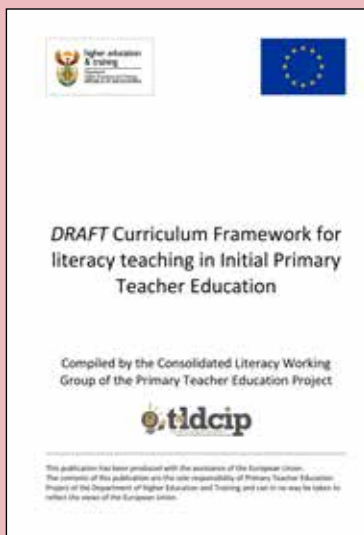 higher education
& training
DRAFT Curriculum Framework for
literacy teaching in Initial Primary
Teacher Education
Compiled by the Consolidated Literacy Working
Group of the Primary Teacher Education Project
tldcip
This publication has been produced with the assistance of the European Union.
The contents of this publication are the sole responsibility of Primary Teacher Education
Project of the Department of Higher Education and Training and can in no way be taken to
reflect the views of the European Union.